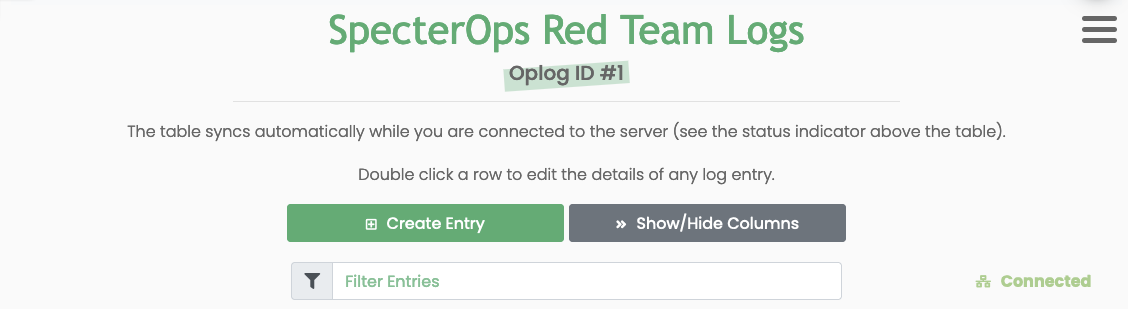 SpecterOps Red Team Logs
Oplog ID #1
The table syncs automatically while you are connected to the server (see the status indicator above the table).
Double click a row to edit the details of any log entry.
Create Entry
Show/Hide Columns
Filter Entries
Connected